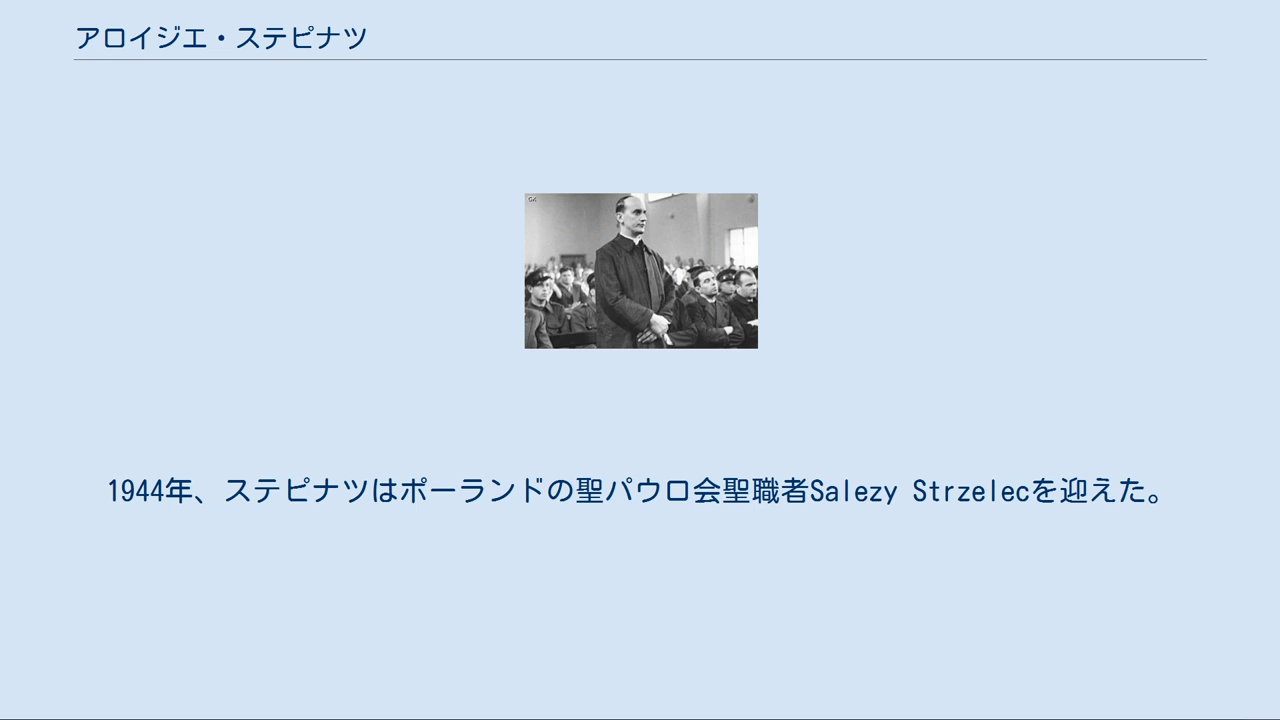 アロイジエ・ステピナツ
GK
1944年、ステピナツはポーランドの聖パウロ会聖職者Salezy Strzelecを迎えた。